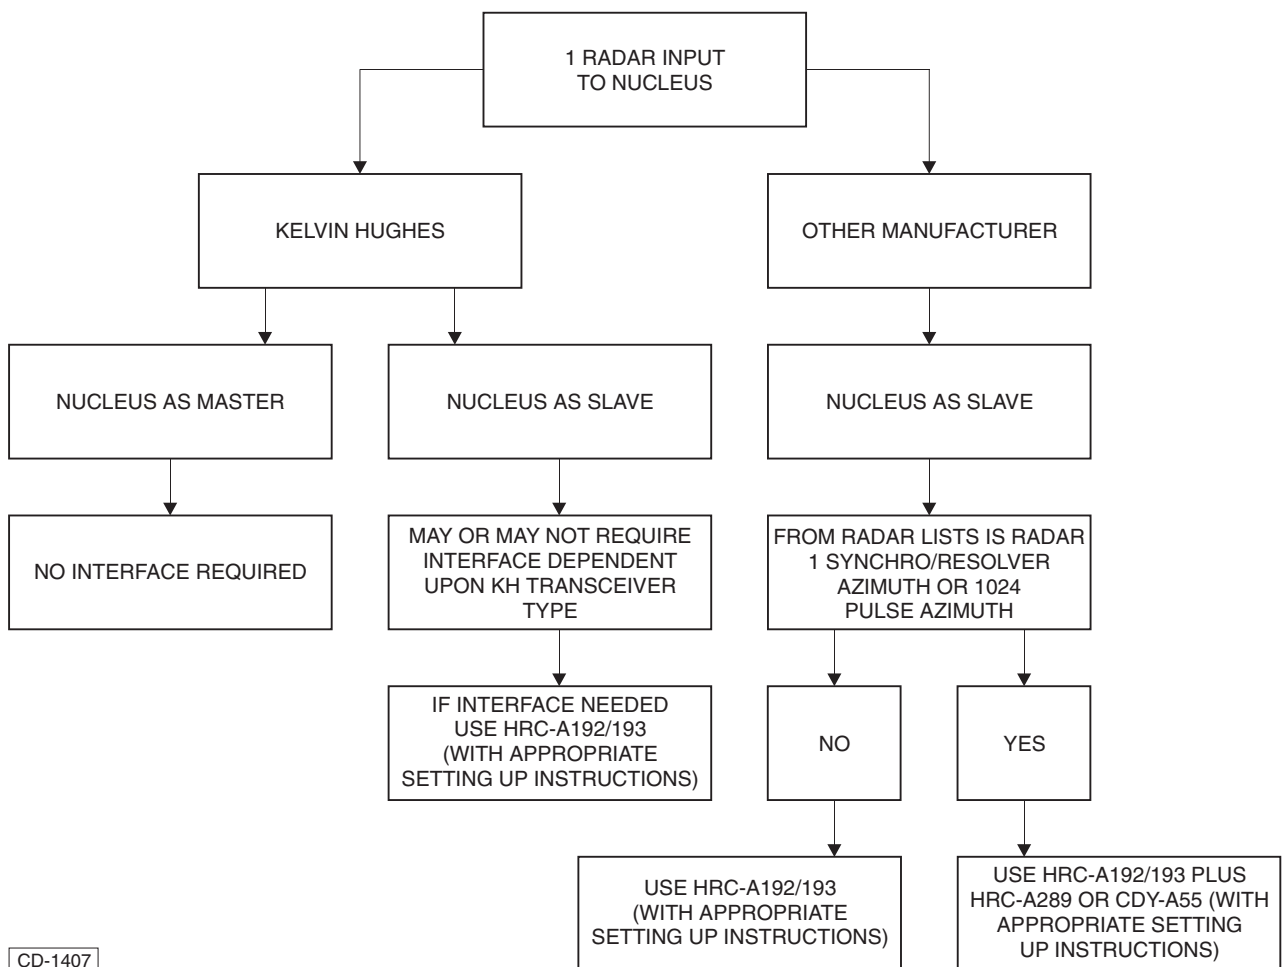 1 RADAR INPUT
TO NUCLEUS
KELVIN HUGHES
OTHER MANUFACTURER
NUCLEUS AS MASTER
NUCLEUS AS SLAVE
NUCLEUS AS SLAVE
NO INTERFACE REQUIRED
MAY OR MAY NOT REQUIRE
INTERFACE DEPENDENT
UPON KH TRANSCEIVER
TYPE
FROM RADAR LISTS IS RADAR
1 SYNCHRO/RESOLVER
AZIMUTH OR 1024
PULSE AZIMUTH
IF INTERFACE NEEDED
USE HRC-A192/193
(WITH APPROPRIATE
SETTING UP INSTRUCTIONS)
NO
YES
USE HRC-A192/193
(WITH APPROPRIATE
SETTING UP INSTRUCTIONS)
USE HRC-A192/193 PLUS
HRC-A289 OR CDY-A55 (WITH
APPROPRIATE SETTING
UP INSTRUCTIONS)
CD-1407